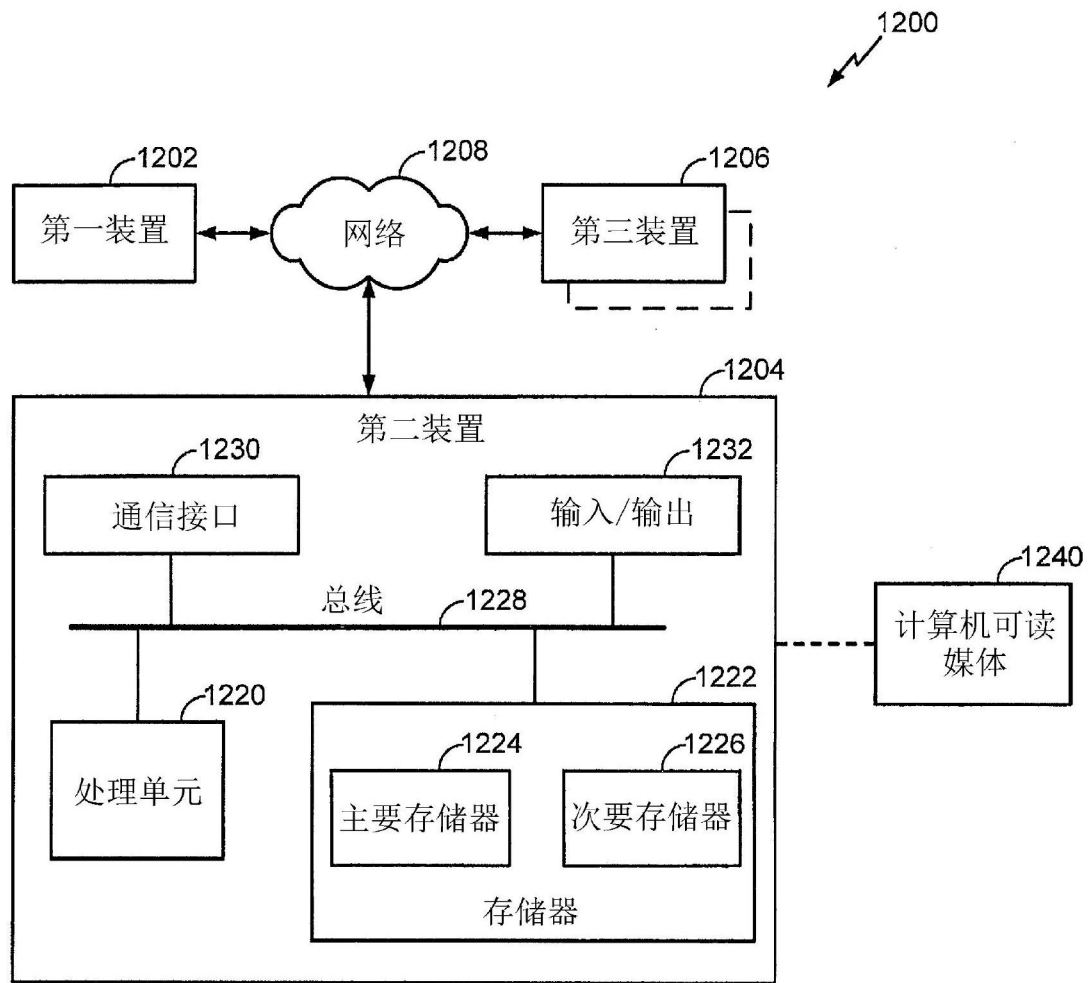 1200
1202
1208
1206
第一装置
网络
第三装置
1204
第二装置
1230
1232
通信接口
输入/输出
1240
总线
1228
计算机可读
媒体
1220
1222
1224
1226
处理单元
主要存储器
次要存储器
存储器